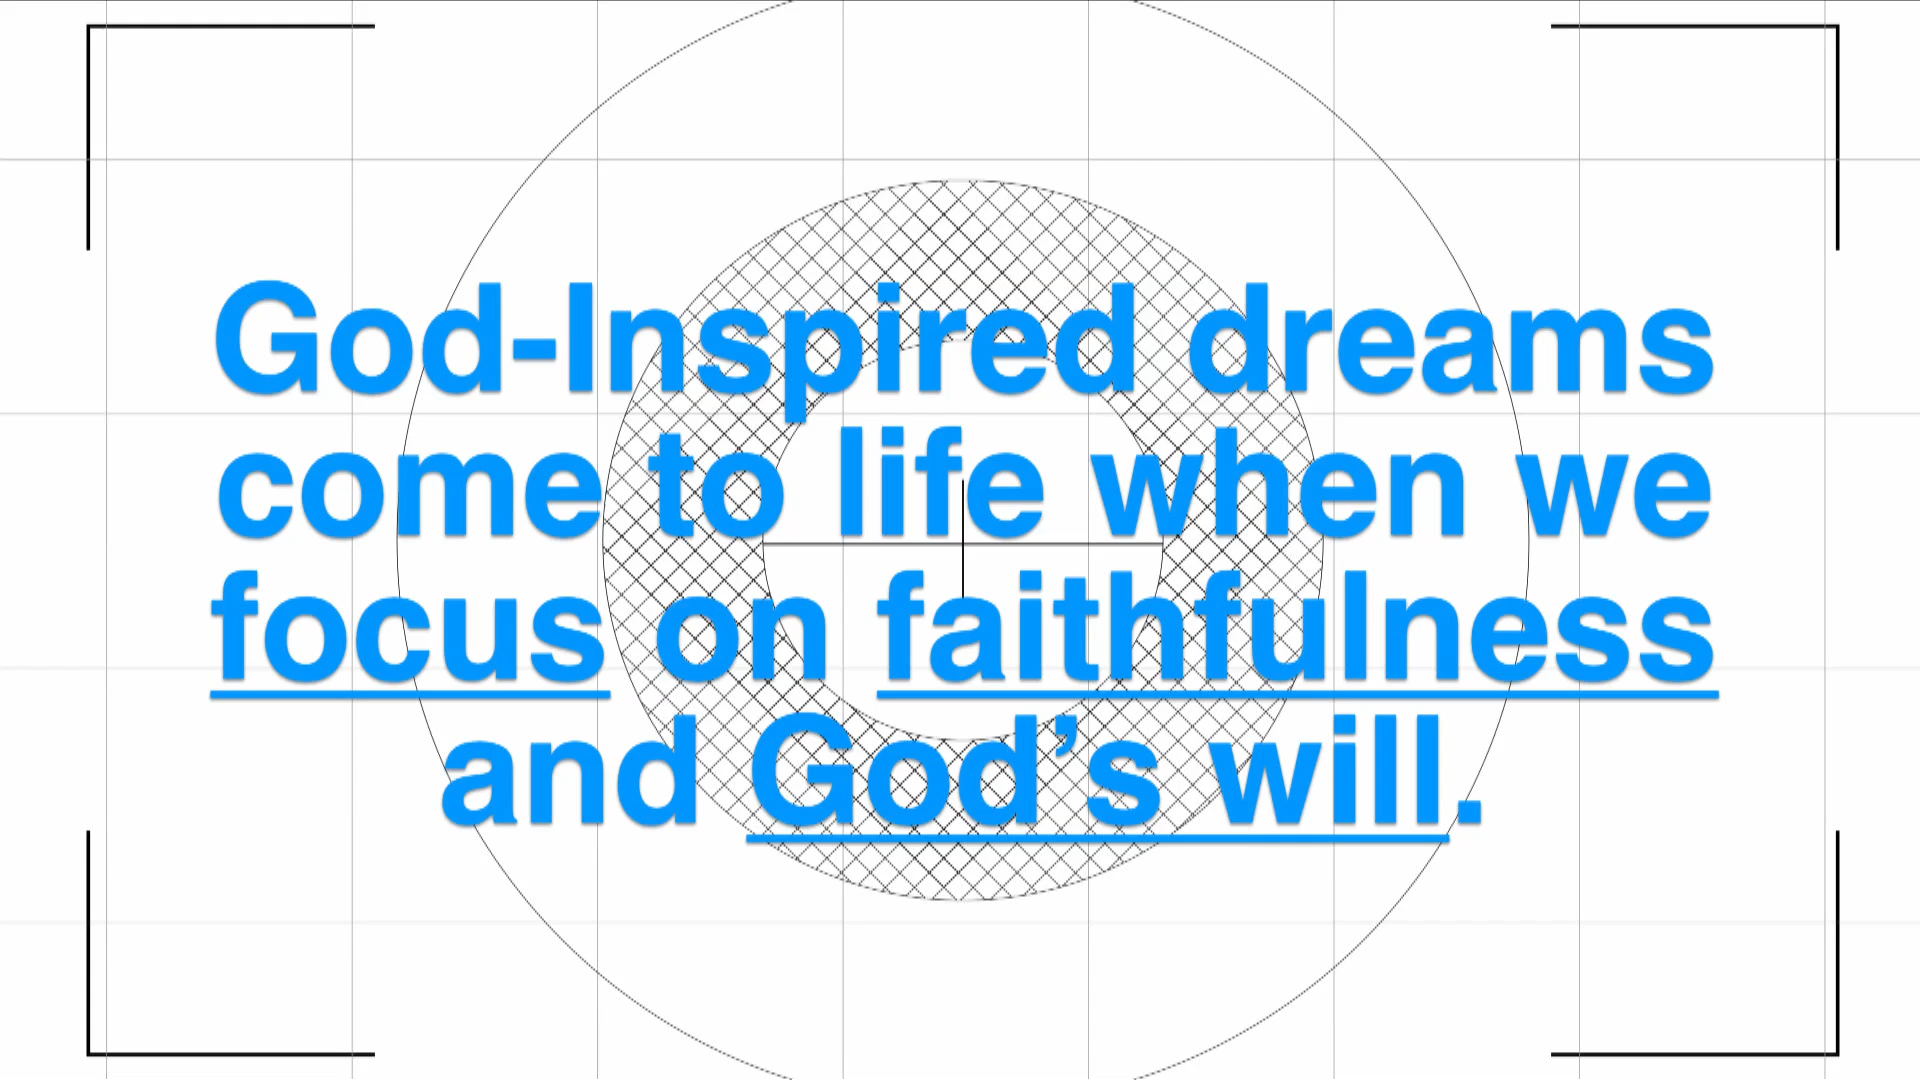 God-Inspired dreams
come to life when we
focus on faithfulness
and God’s will.